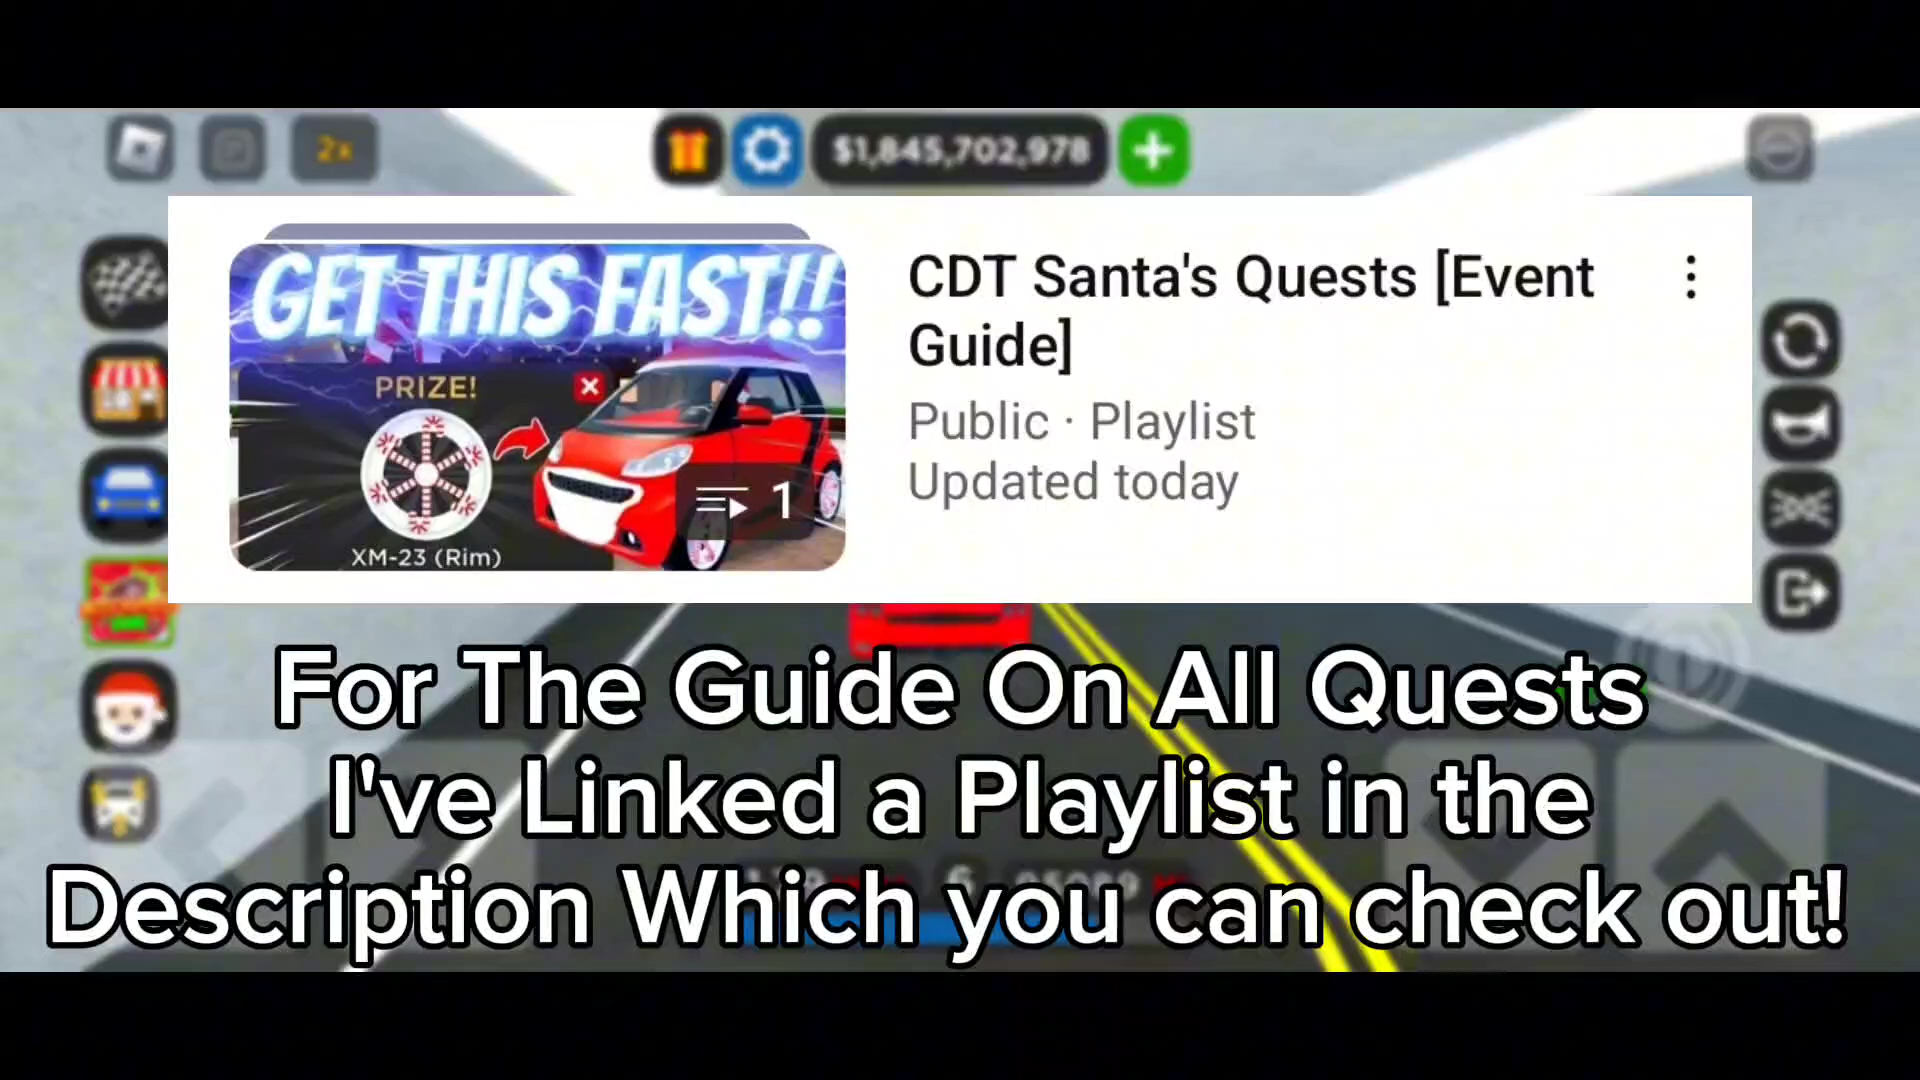 2x
$1,845,702,978
GET THIS FAST!!
PRIZE!
XM-23 (Rim)
1
CDT Santa's Quests [Event
Guide]
Public · Playlist
Updated today
For The Guide On All Quests
I've Linked a Playlist in the
Description Which you can check out!